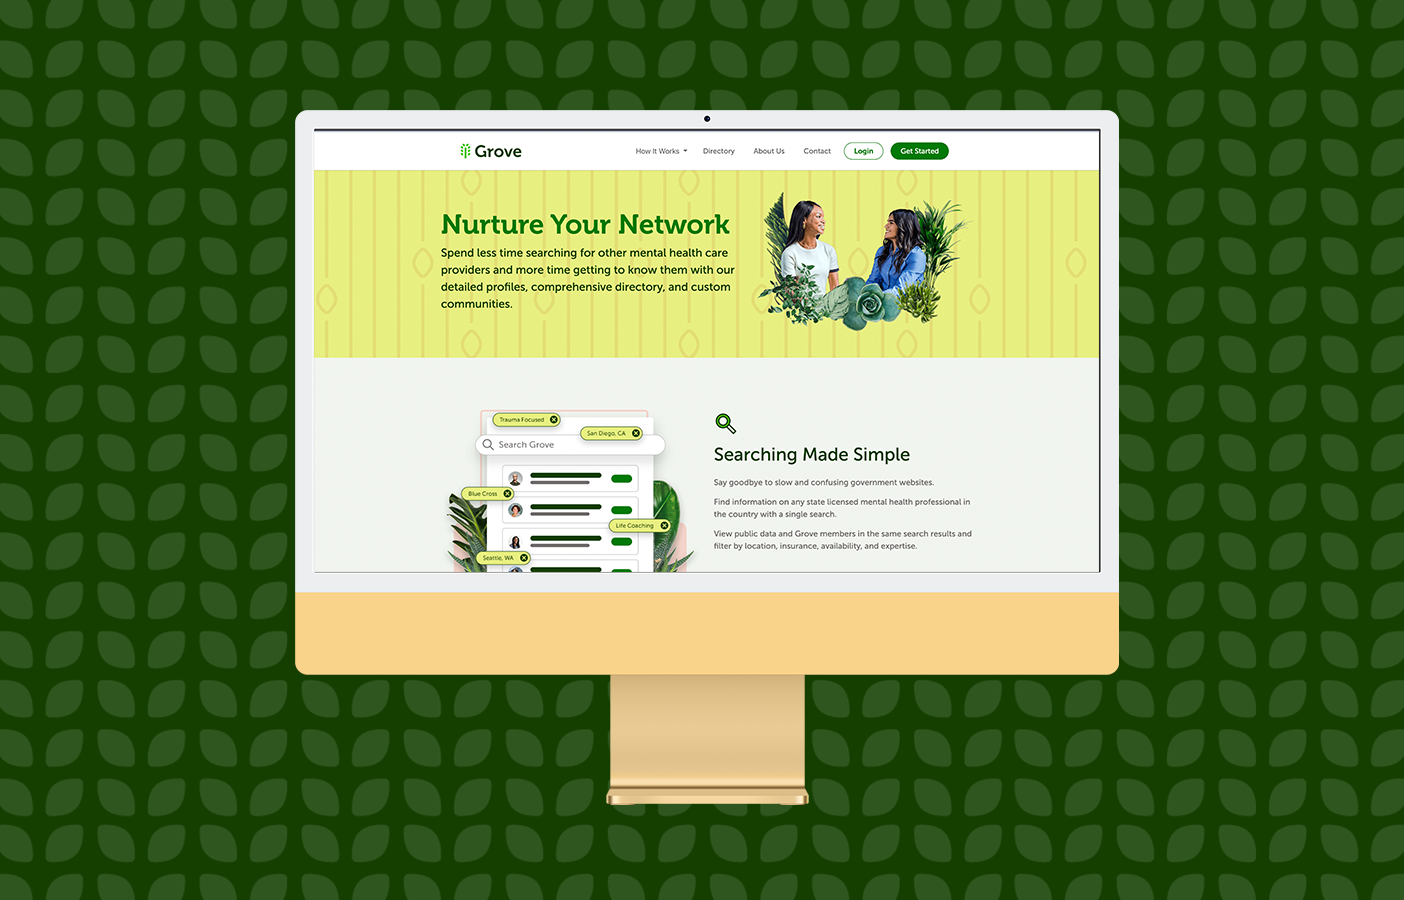 Grove
How It Works
Directory
About Us
Contact
Login
Get Started
Nurture Your Network
Spend less time searching for other mental health care
providers and more time getting to know them with our
detailed profiles, comprehensive directory, and custom
communities.
Trauma Focused
San Diego, CA
Search Grove
Blue Cross
Life Coaching
Seattle, WA
Searching Made Simple
Say goodbye to slow and confusing government websites.
Find information on any state licensed mental health professional in
the country with a single search.
View public data and Grove members in the same search results and
filter by location, insurance, availability, and expertise.